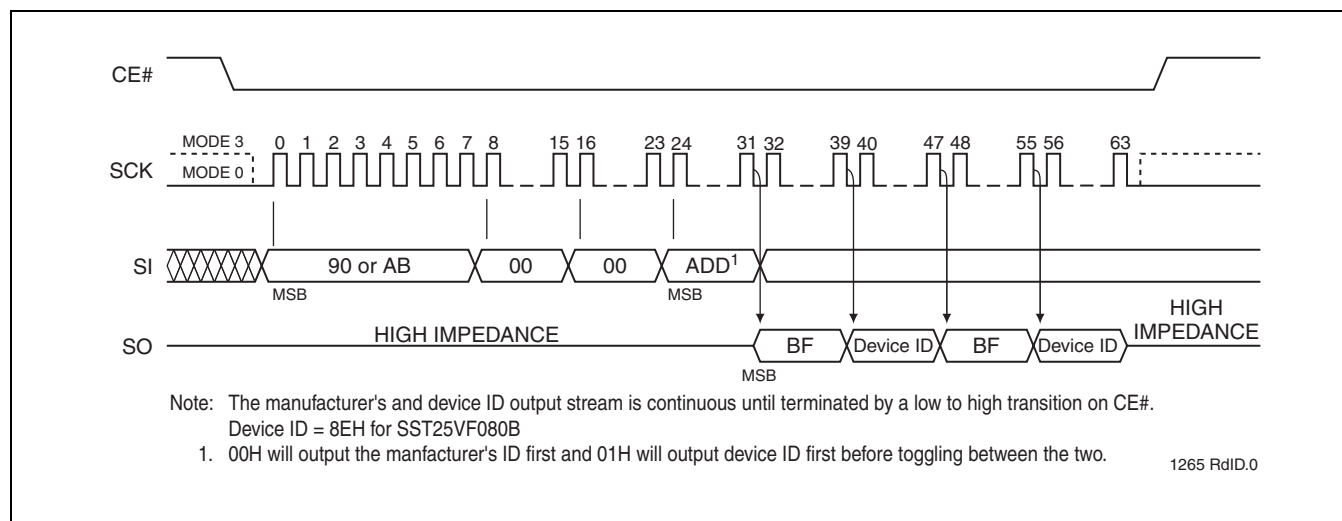 CE#
MODE 3
0 1 2 3 4 5 6 7 8 15 16 23 24 31 32 39 40 47 48 55 56 63
SCK
MODE 0
SI
90 or AB 00 00 ADD1
MSB MSB
HIGH IMPEDANCE
HIGH
IMPEDANCE
SO
BF Device ID BF Device ID
MSB
Note: The manufacturer's and device ID output stream is continuous until terminated by a low to high transition on CE#.
Device ID = 8EH for SST25VF080B
1. 00H will output the manfacturer's ID first and 01H will output device ID first before toggling between the two.
1265 RdID.0